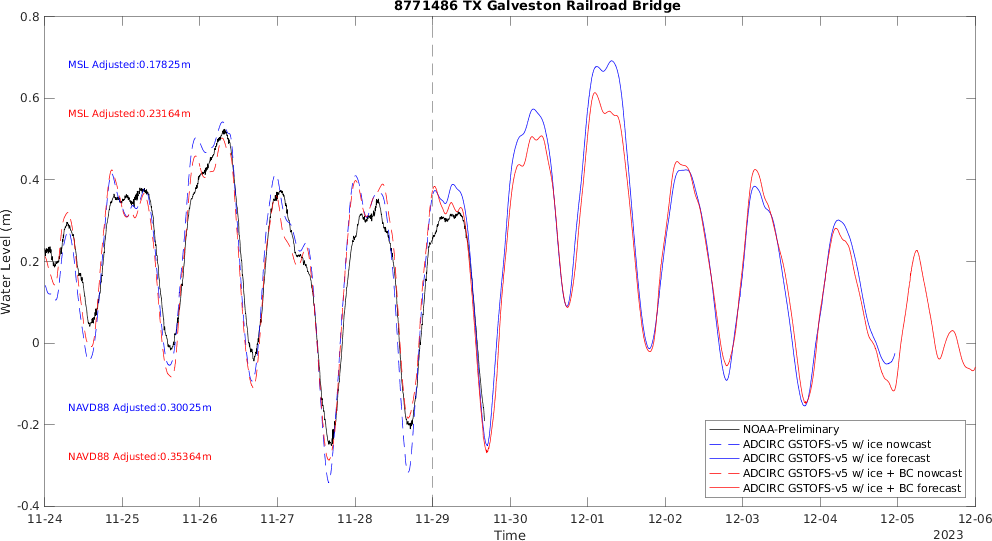 8771486 TX Galveston Railroad Bridge
0.8
0.6
0.4
0.2
0
-0.2
-0.4
Water Level (m)
MSL Adjusted:0.17825m
MSL Adjusted:0.23164m
NAVD88 Adjusted:0.30025m
NAVD88 Adjusted:0.35364m
NOAA-Preliminary
ADCIRC GSTOFS-v5 w/ ice nowcast
ADCIRC GSTOFS-v5 w/ ice forecast
ADCIRC GSTOFS-v5 w/ ice + BC nowcast
ADCIRC GSTOFS-v5 w/ ice + BC forecast
11-24 11-25 11-26 11-27 11-28 11-29 11-30 12-01 12-02 12-03 12-04 12-05 12-06
Time
2023